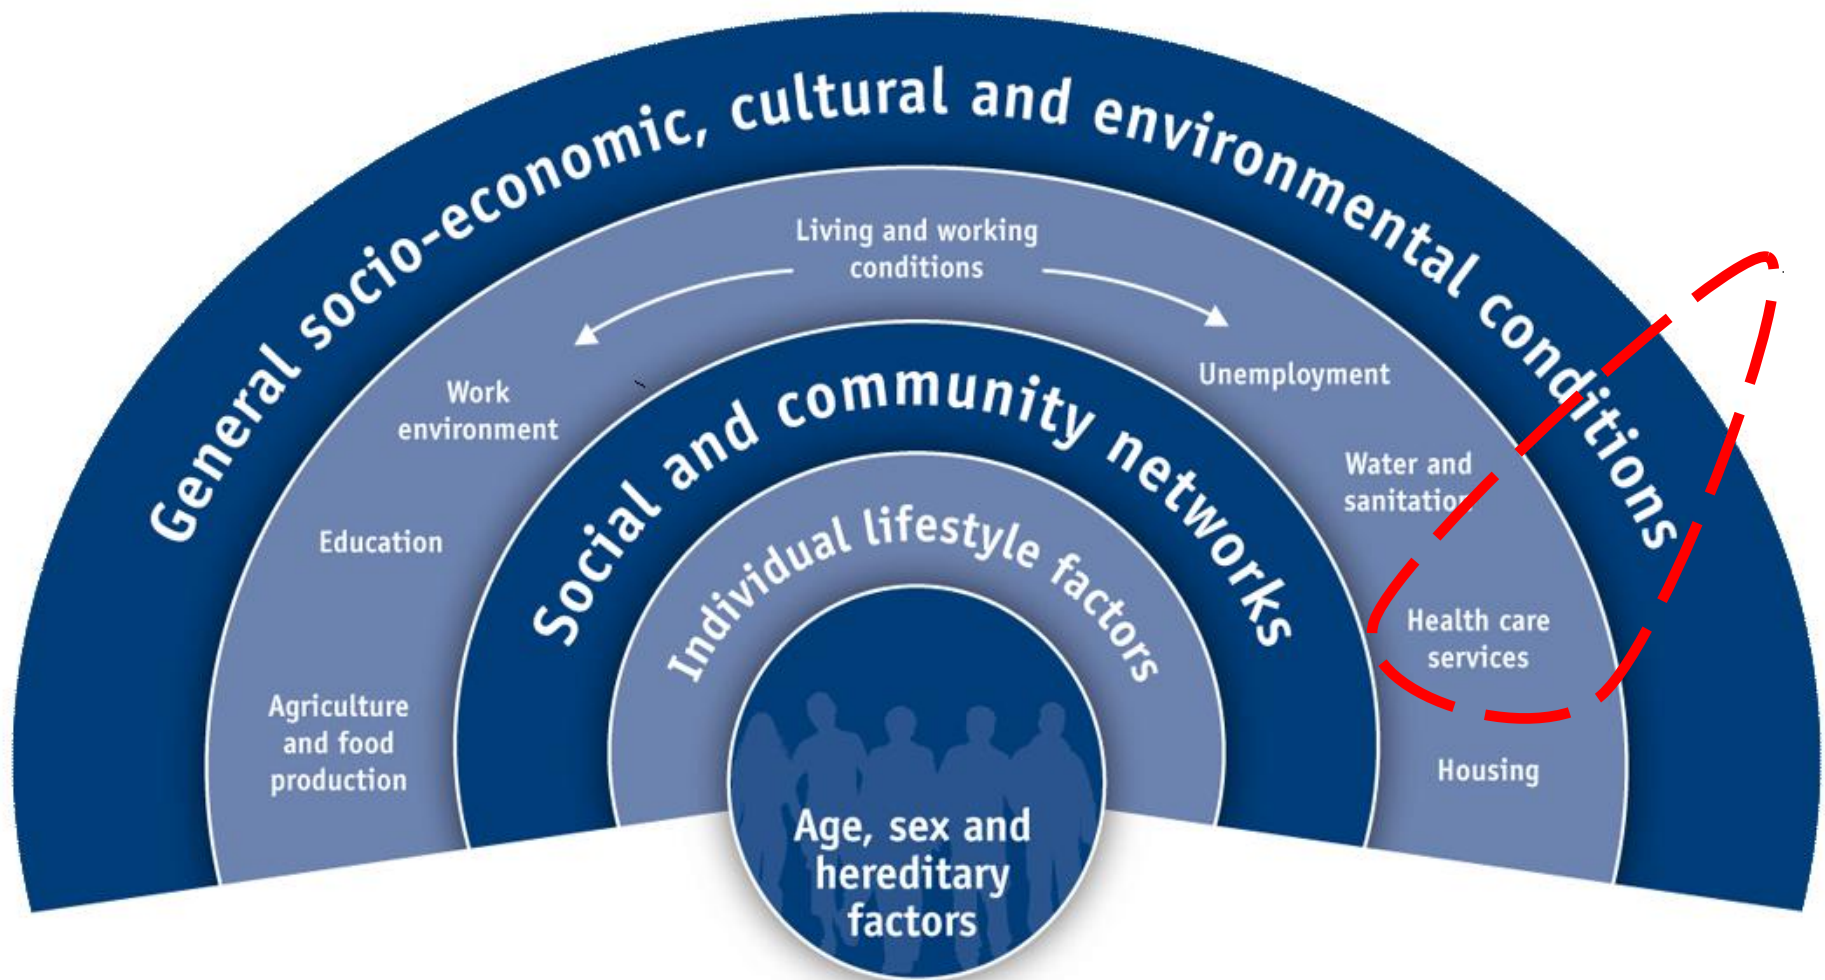 General socio-economic, cultural and environmental conditions
Living and working
conditions
Work
environment
Unemployment
Education
Water and
sanitation
Agriculture
and food
production
Health care
services
Housing
Social and community networks
Individual lifestyle factors
Age, sex and
hereditary
factors